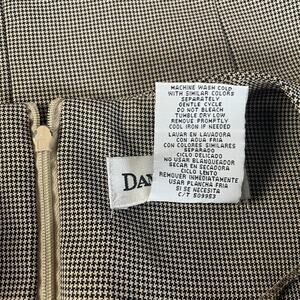 MACHINE WASH COLD
WITH SIMILAR COLORS
SEPARATELY
GENTLE CYCLE
DO NOT BLEACH
TUMBLE DRY LOW
REMOVE PROMPTLY
COOL IRON IF NEEDED
LAVAR EN LAVADORA
CON AGUA FRIA
CON COLORES SIMILARES
SEPARADO
CICLO DELICADO
NO USAR BLANQUEADOR
SECAR EN SECADORA
CICLO LENTO
REMOVER INMEDIATAMENTE
USAR PLANCHA FRIA
SI SE NECESITA
C/T 509953
DAN